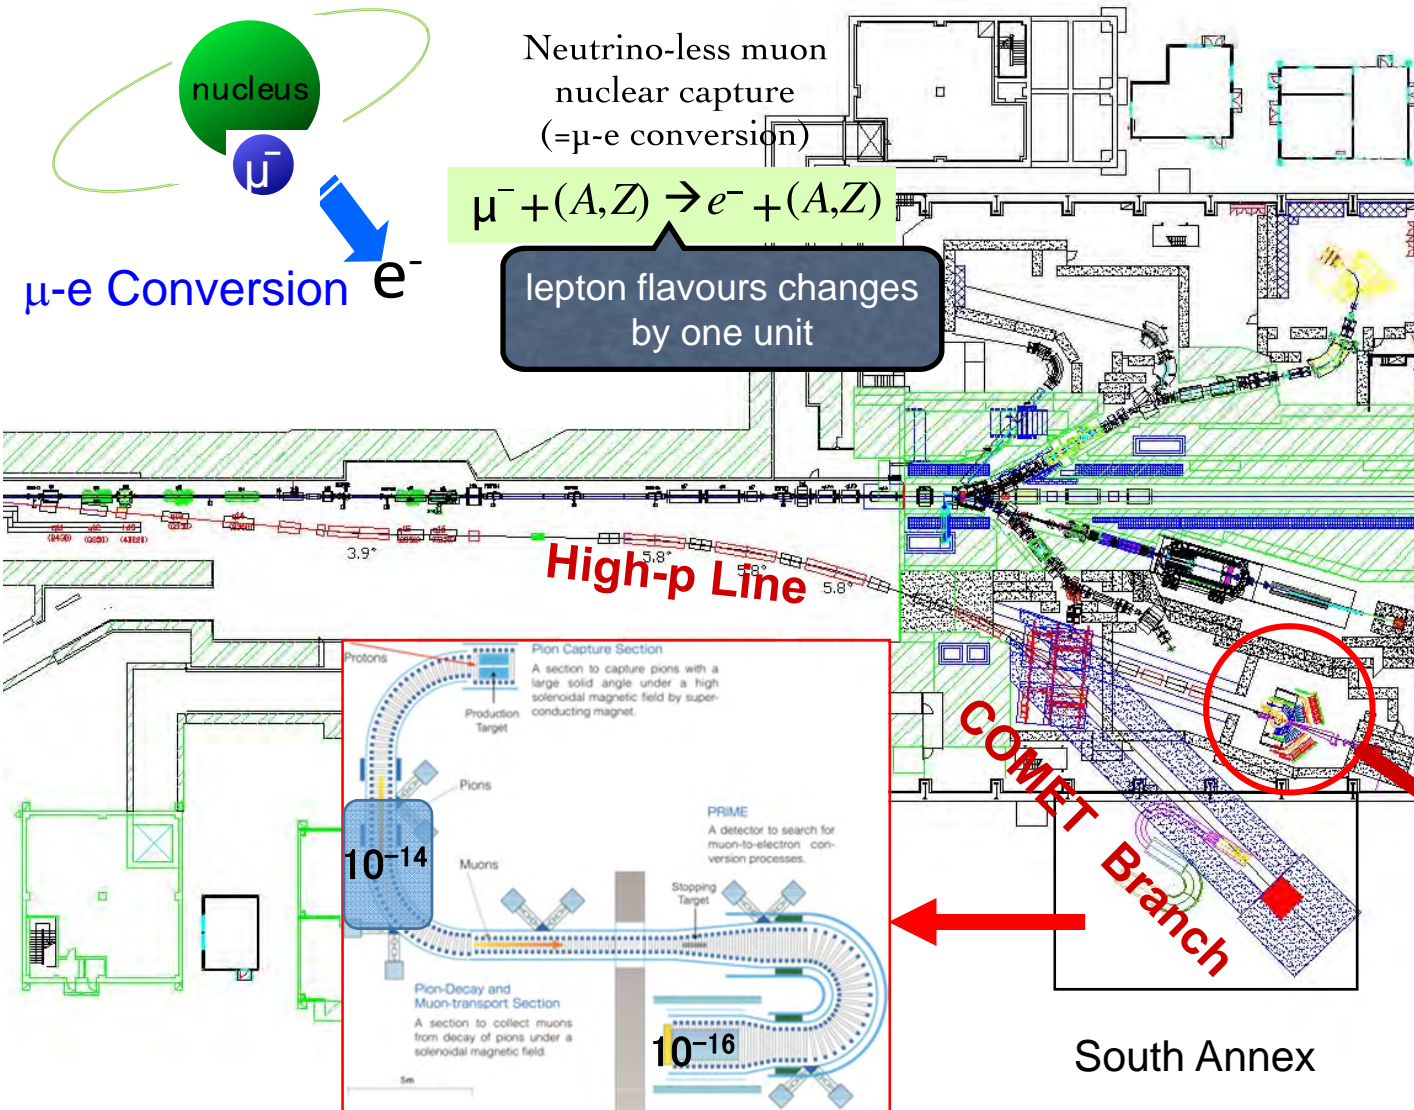 nucleus
μ-
e-
μ-e Conversion
Neutrino-less muon
nuclear capture
(=μ-e conversion)
μ- + (A,Z) → e- + (A,Z)
lepton flavours changes
by one unit
3.9°
5.8°
5.8°
5.8°
High-p Line
COMET Branch
South Annex
Protons
Production
Target
Pion Capture Section
A section to capture pions with a
large solid angle under a high
solenoidal magnetic field by super-
conducting magnet.
Pions
10-14
Muons
PRIME
A detector to search for
muon-to-electron con-
version processes.
Stopping
Target
Pion-Decay and
Muon-transport Section
A section to collect muons
from decay of pions under a
solenoidal magnetic field.
10-16
5m